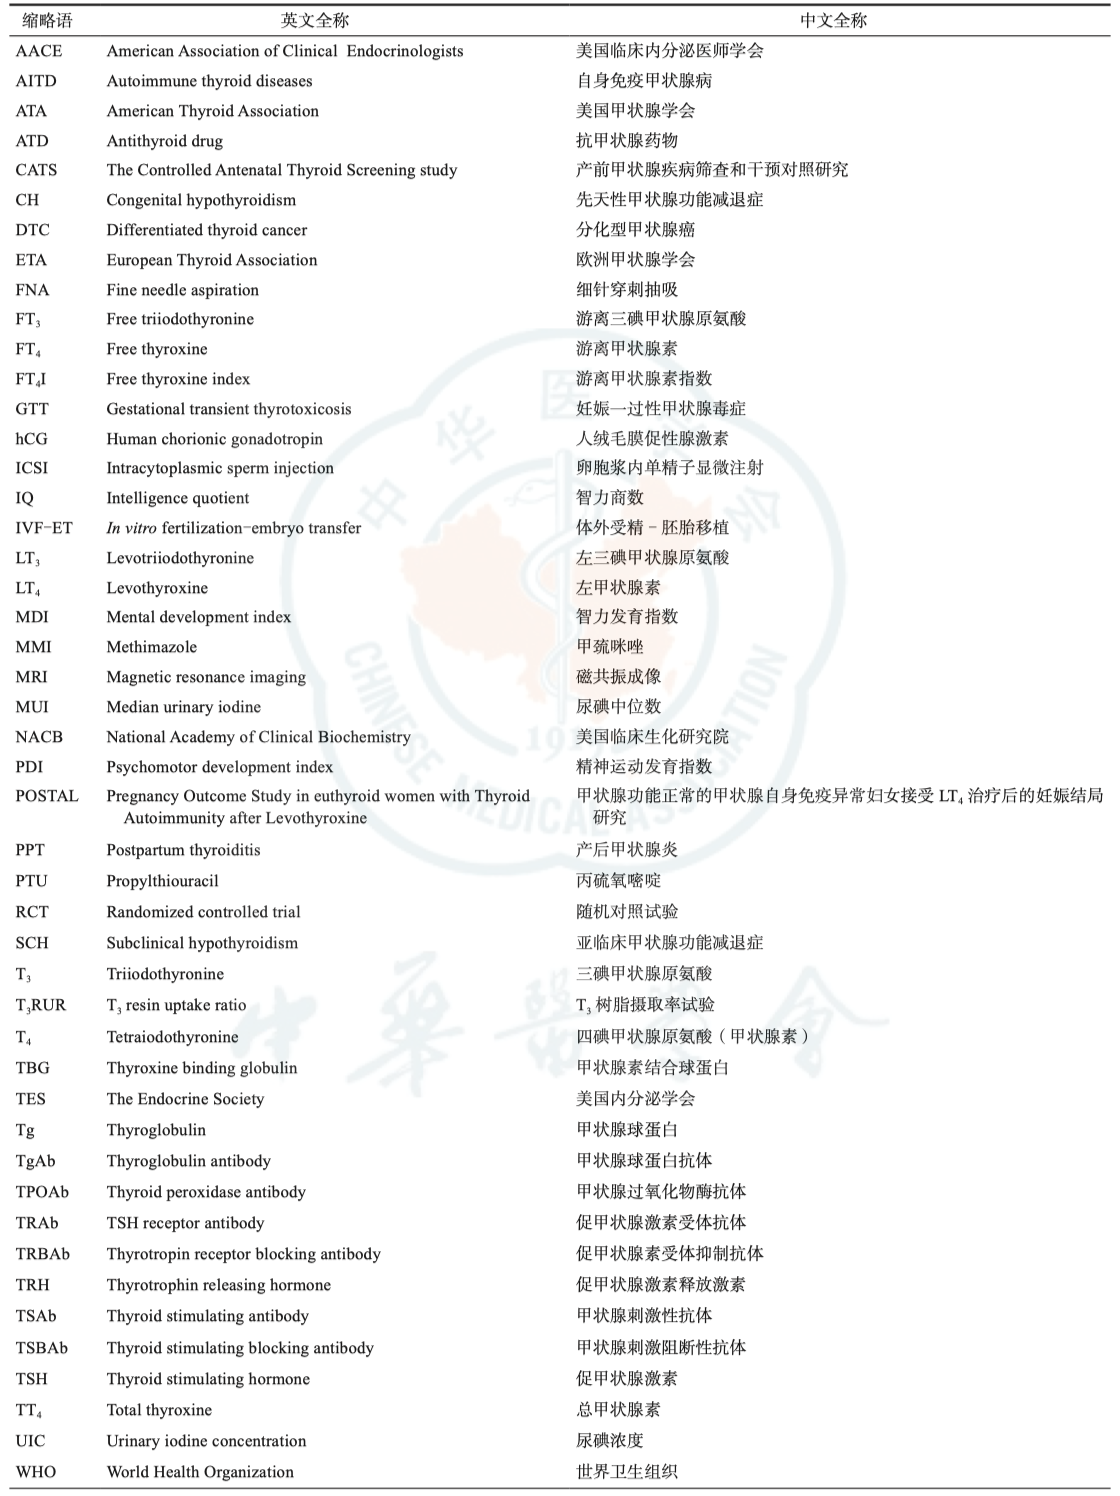 缩略语 英文全称 中文全称
AACE American Association of Clinical Endocrinologists 美国临床内分泌医师学会
AITD Autoimmune thyroid diseases 自身免疫甲状腺病
ATA American Thyroid Association 美国甲状腺学会
ATD Antithyroid drug 抗甲状腺药物
CATS The Controlled Antenatal Thyroid Screening study 产前甲状腺疾病筛查和干预对照研究
CH Congenital hypothyroidism 先天性甲状腺功能减退症
DTC Differentiated thyroid cancer 分化型甲状腺癌
ETA European Thyroid Association 欧洲甲状腺学会
FNA Fine needle aspiration 细针穿刺抽吸
FT₃ Free triiodothyronine 游离三碘甲状腺原氨酸
FT₄ Free thyroxine 游离甲状腺素
FT₄I Free thyroxine index 游离甲状腺素指数
GTT Gestational transient thyrotoxicosis 妊娠一过性甲状腺毒症
hCG Human chorionic gonadotropin 人绒毛膜促性腺激素
ICSI Intracytoplasmic sperm injection 卵胞浆内单精子显微注射
IQ Intelligence quotient 智力商数
IVF-ET In vitro fertilization-embryo transfer 体外受精-胚胎移植
LT₃ Levotriiodothyronine 左三碘甲状腺原氨酸
LT₄ Levothyroxine 左甲状腺素
MDI Mental development index 智力发育指数
MMI Methimazole 甲巯咪唑
MRI Magnetic resonance imaging 磁共振成像
MUI Median urinary iodine 尿碘中位数
NACB National Academy of Clinical Biochemistry 美国临床生化研究院
PDI Psychomotor development index 精神运动发育指数
POSTAL Pregnancy Outcome Study in euthyroid women with Thyroid 甲状腺功能正常的甲状腺自身免疫异常妇女接受 LT₄ 治疗后的妊娠结局
Autoimmunity after Levothyroxine 研究
PPT Postpartum thyroiditis 产后甲状腺炎
PTU Propylthiouracil 丙硫氧嘧啶
RCT Randomized controlled trial 随机对照试验
SCH Subclinical hypothyroidism 亚临床甲状腺功能减退症
T₃ Triiodothyronine 三碘甲状腺原氨酸
T₃RUR T₃ resin uptake ratio T₃ 树脂摄取率试验
T₄ Tetraiodothyronine 四碘甲状腺原氨酸（甲状腺素）
TBG Thyroxine binding globulin 甲状腺素结合球蛋白
TES The Endocrine Society 美国内分泌学会
Tg Thyroglobulin 甲状腺球蛋白
TgAb Thyroglobulin antibody 甲状腺球蛋白抗体
TPOAb Thyroid peroxidase antibody 甲状腺过氧化物酶抗体
TRAb TSH receptor antibody 促甲状腺激素受体抗体
TRBAb Thyrotropin receptor blocking antibody 促甲状腺素受体抑制抗体
TRH Thyrotrophin releasing hormone 促甲状腺激素释放激素
TSAb Thyroid stimulating antibody 甲状腺刺激性抗体
TSBAb Thyroid stimulating blocking antibody 甲状腺刺激阻断性抗体
TSH Thyroid stimulating hormone 促甲状腺激素
TT₄ Total thyroxine 总甲状腺素
UIC Urinary iodine concentration 尿碘浓度
WHO World Health Organization 世界卫生组织
中华医学会
CHINESE MEDICAL ASSOCIATION
中華醫學會